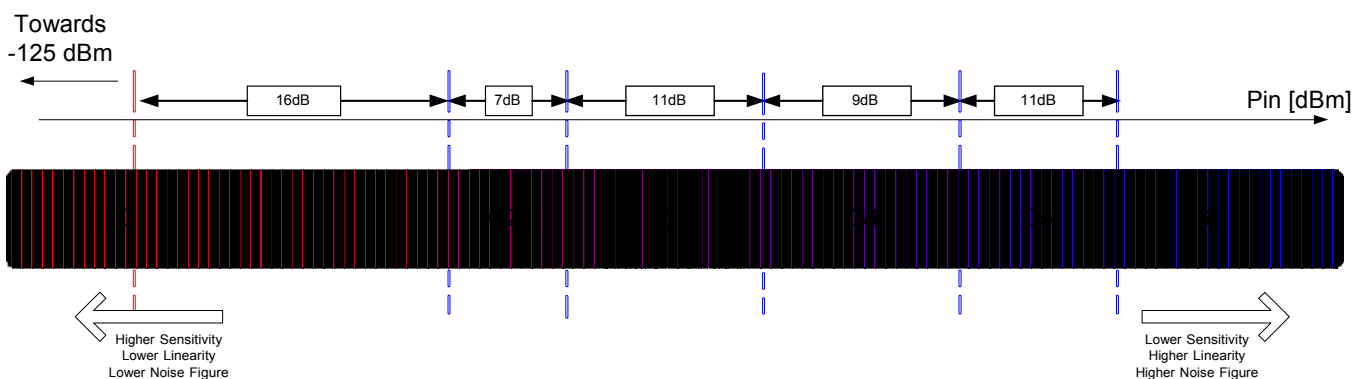 Towards
-125 dBm
16dB
7dB
11dB
9dB
11dB
Pin [dBm]
Higher Sensitivity
Lower Linearity
Lower Noise Figure
Lower Sensitivity
Higher Linearity
Higher Noise Figure